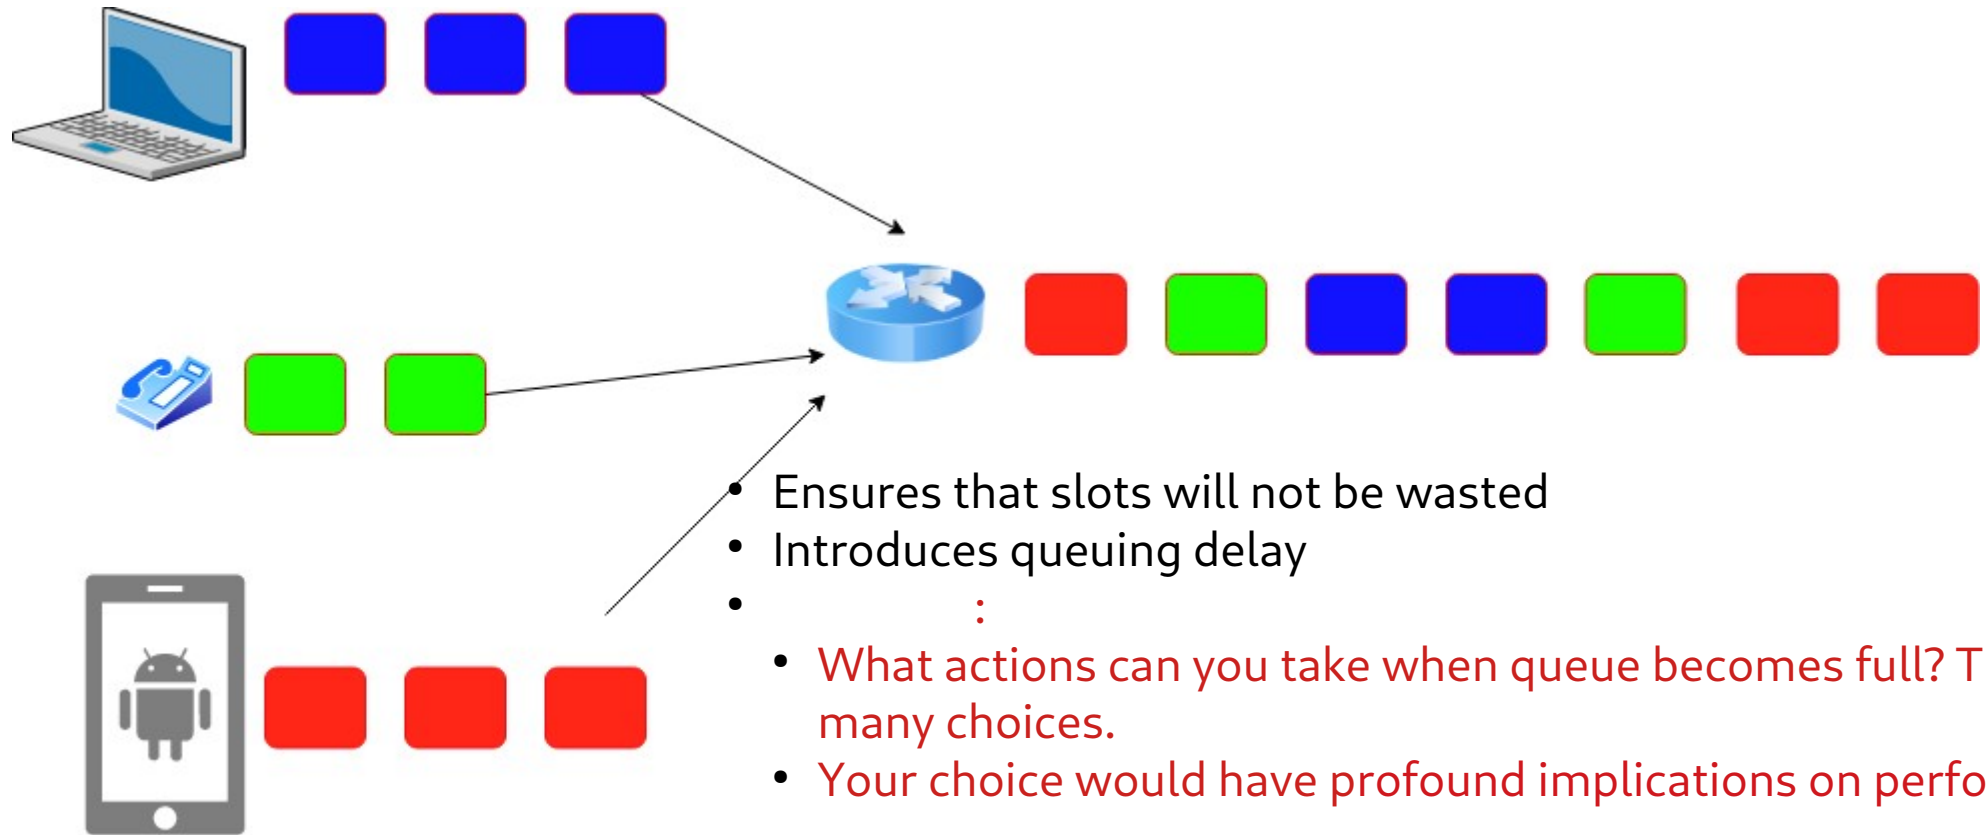 • Ensures that slots will not be wasted
• Introduces queuing delay
• :
• What actions can you take when queue becomes full? T
many choices.
• Your choice would have profound implications on perfo